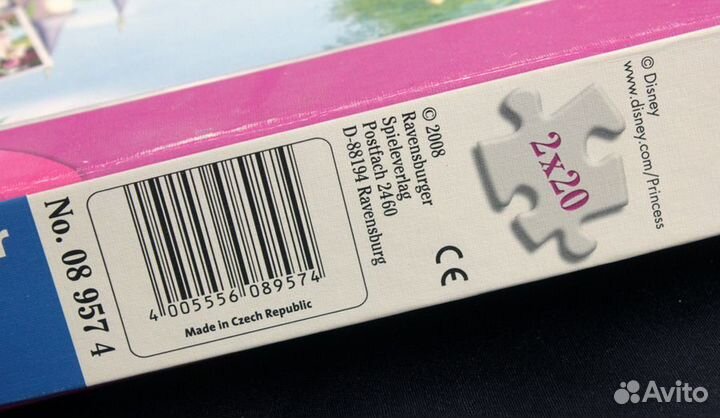 No. 08 957 4
4 005556 089574
Made in Czech Republic
© 2008
Ravensburger
Spieleverlag
Postfach 2460
D-88194 Ravensburg
CE
2x20
© Disney
www.disney.com/Princess
Avito